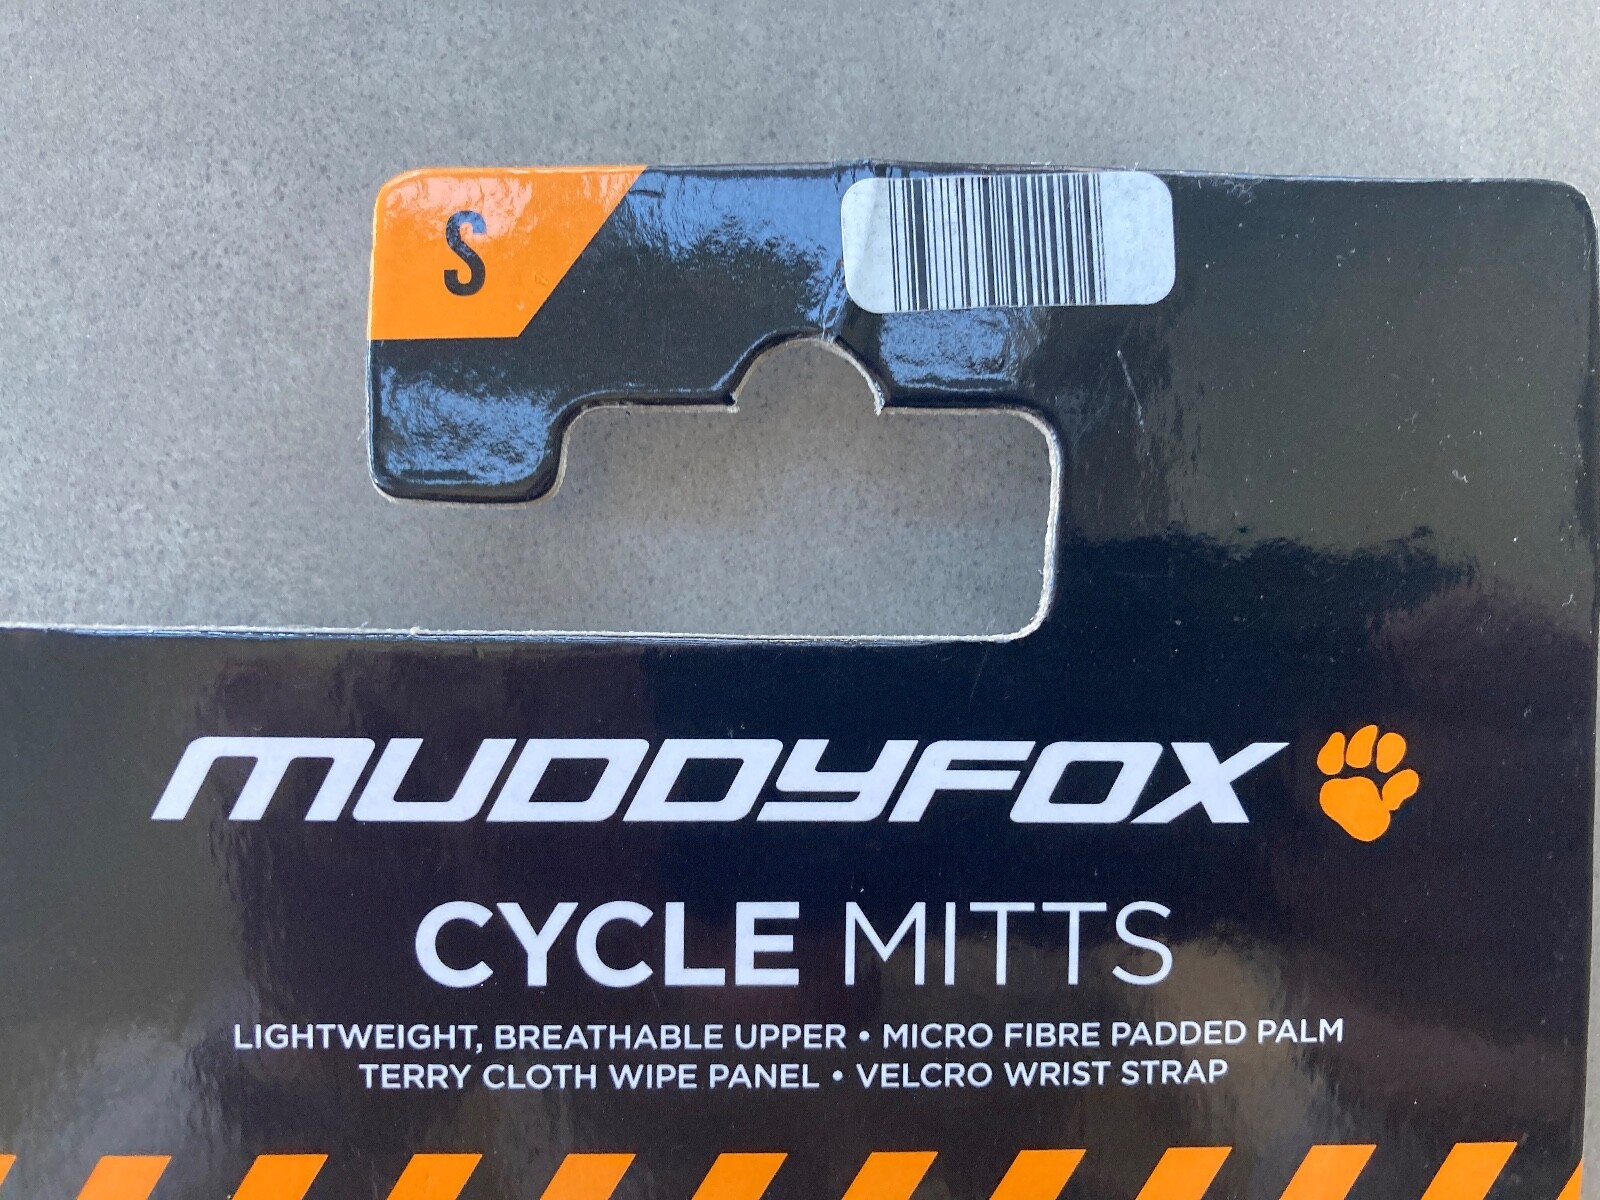 S
MUDDYFOX
CYCLE MITTS
LIGHTWEIGHT, BREATHABLE UPPER • MICRO FIBRE PADDED PALM
TERRY CLOTH WIPE PANEL • VELCRO WRIST STRAP